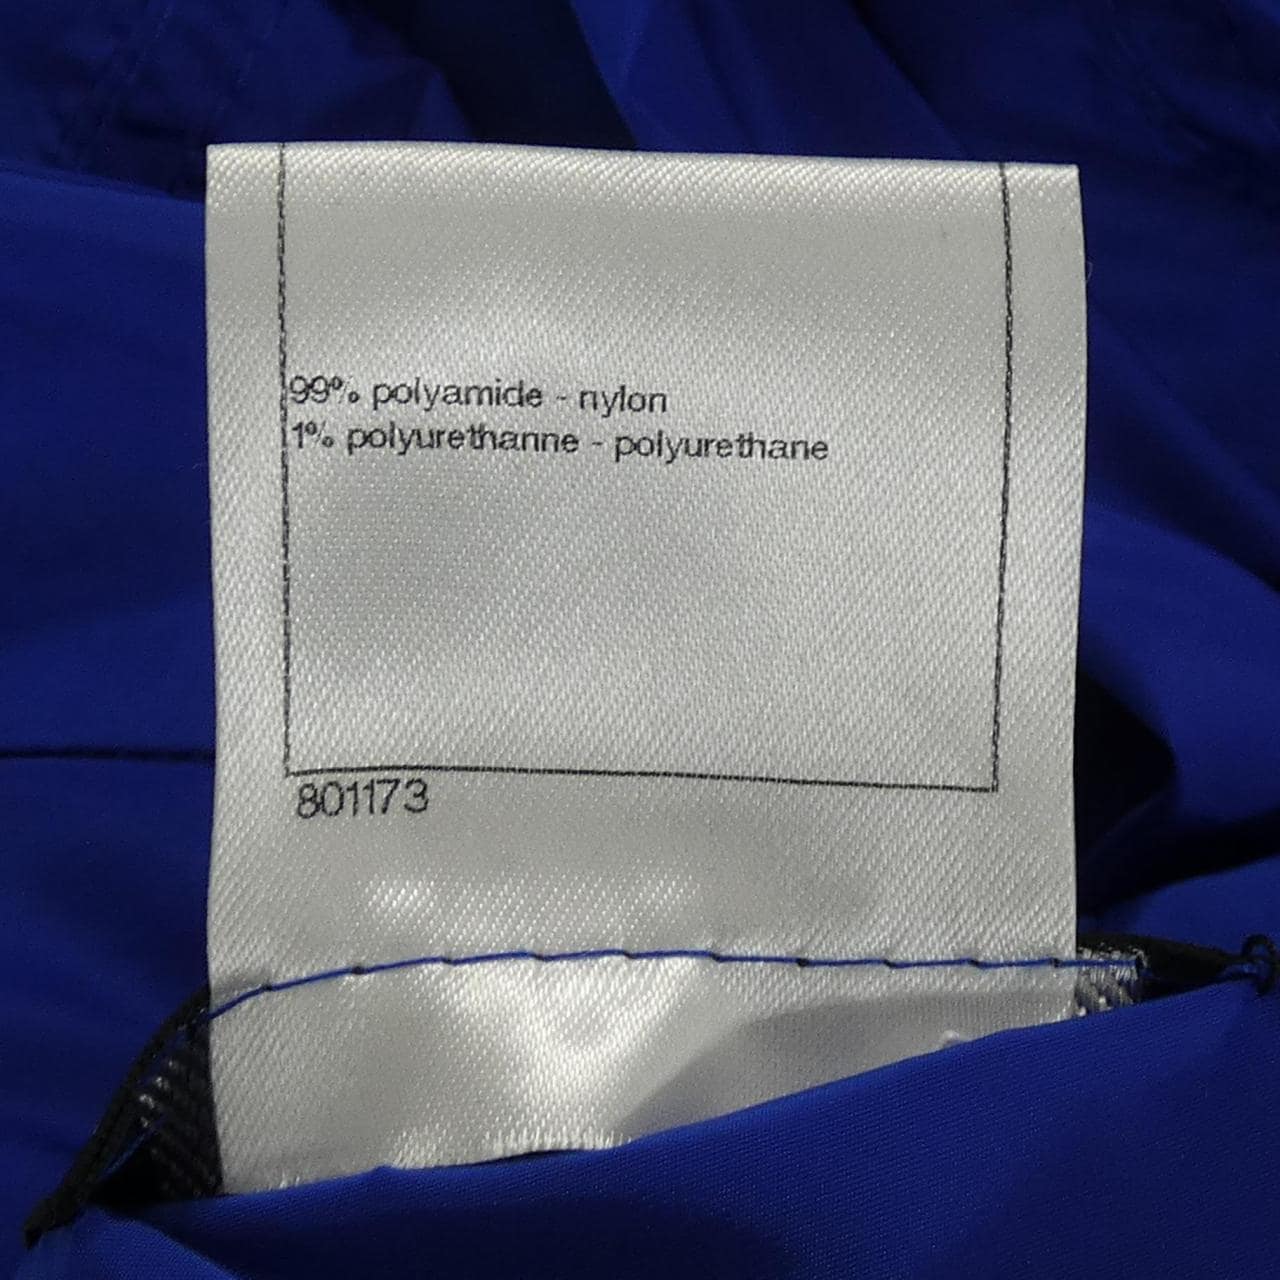 99% polyamide - nylon
1% polyurethanne - polyurethane
801173